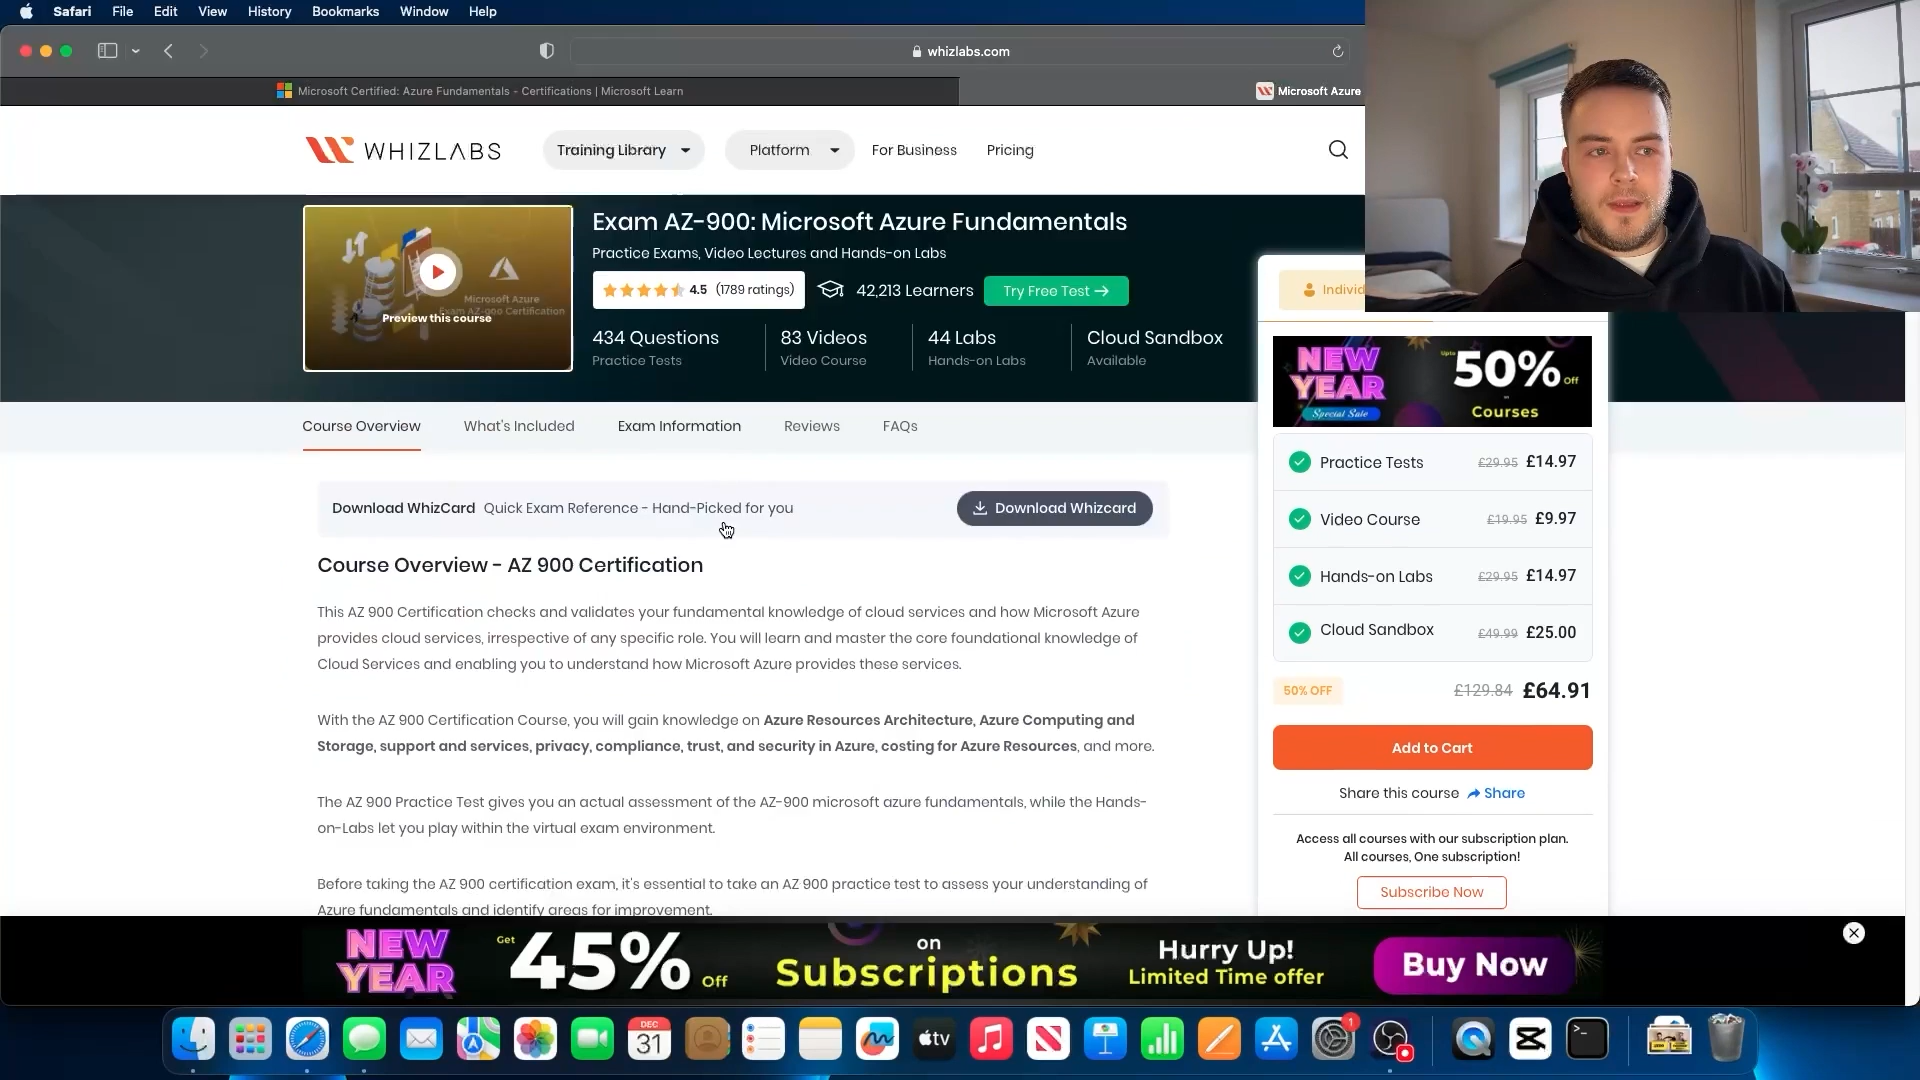 Safari File Edit View History Bookmarks Window Help
whizlabs.com
Microsoft Certified: Azure Fundamentals - Certifications | Microsoft Learn
Microsoft Azure
WHIZLABS
Training Library
Platform
For Business
Pricing
Exam AZ-900: Microsoft Azure Fundamentals
Practice Exams, Video Lectures and Hands-on Labs
4.5 (1789 ratings)
42,213 Learners
Try Free Test →
Microsoft Azure
Exam AZ-900 Certification
Preview this course
434 Questions
Practice Tests
83 Videos
Video Course
44 Labs
Hands-on Labs
Cloud Sandbox
Available
Individ
NEW YEAR
Special Sale
Upto
50% Off
on
Courses
Course Overview
What's Included
Exam Information
Reviews
FAQs
Practice Tests £29.95 £14.97
Video Course £19.95 £9.97
Hands-on Labs £29.95 £14.97
Cloud Sandbox £49.99 £25.00
50% OFF £129.84 £64.91
Add to Cart
Share this course Share
Access all courses with our subscription plan.
All courses, One subscription!
Subscribe Now
Download WhizCard Quick Exam Reference - Hand-Picked for you
Download Whizcard
Course Overview - AZ 900 Certification
This AZ 900 Certification checks and validates your fundamental knowledge of cloud services and how Microsoft Azure
provides cloud services, irrespective of any specific role. You will learn and master the core foundational knowledge of
Cloud Services and enabling you to understand how Microsoft Azure provides these services.
With the AZ 900 Certification Course, you will gain knowledge on Azure Resources Architecture, Azure Computing and
Storage, support and services, privacy, compliance, trust, and security in Azure, costing for Azure Resources, and more.
The AZ 900 Practice Test gives you an actual assessment of the AZ-900 microsoft azure fundamentals, while the Hands-
on-Labs let you play within the virtual exam environment.
Before taking the AZ 900 certification exam, it's essential to take an AZ 900 practice test to assess your understanding of
Azure fundamentals and identify areas for improvement.
NEW YEAR
Get
45% Off
on
Subscriptions
Hurry Up!
Limited Time offer
Buy Now
DEC
31
tv
1